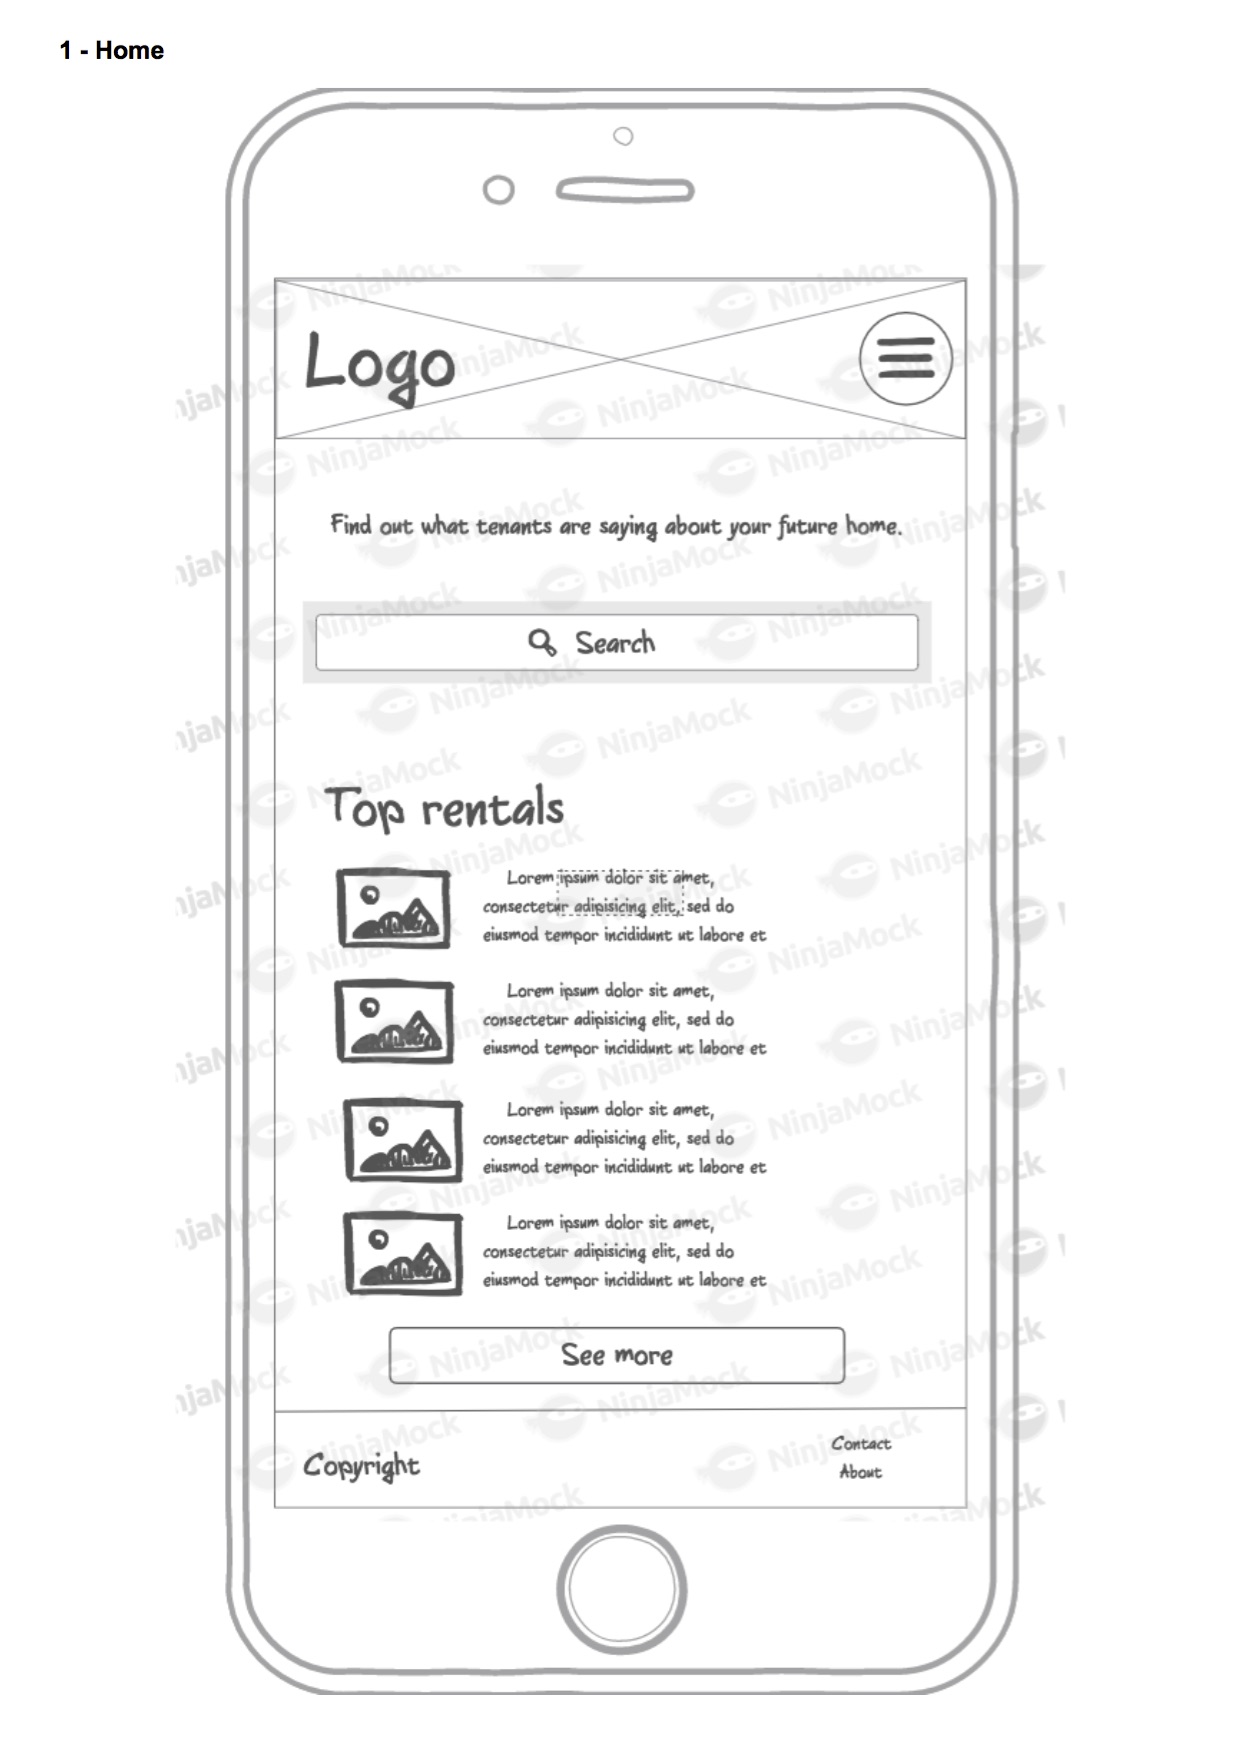 1 - Home
Logo
Find out what tenants are saying about your future home.
Search
Top rentals
Lorem ipsum dolor sit amet,
consectetur adipisicing elit, sed do
eiusmod tempor incididunt ut labore et
Lorem ipsum dolor sit amet,
consectetur adipisicing elit, sed do
eiusmod tempor incididunt ut labore et
Lorem ipsum dolor sit amet,
consectetur adipisicing elit, sed do
eiusmod tempor incididunt ut labore et
Lorem ipsum dolor sit amet,
consectetur adipisicing elit, sed do
eiusmod tempor incididunt ut labore et
See more
Copyright
Contact
About
NinjaMock